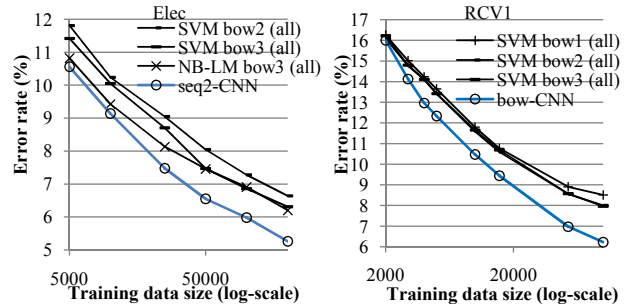 Elec
Error rate (%)
12
11
10
9
8
7
6
5
SVM bow2 (all)
SVM bow3 (all)
NB-LM bow3 (all)
seq2-CNN
5000
50000
Training data size (log-scale)
RCV1
Error rate (%)
17
16
15
14
13
12
11
10
9
8
7
6
SVM bow1 (all)
SVM bow2 (all)
SVM bow3 (all)
bow-CNN
2000
20000
Training data size (log-scale)